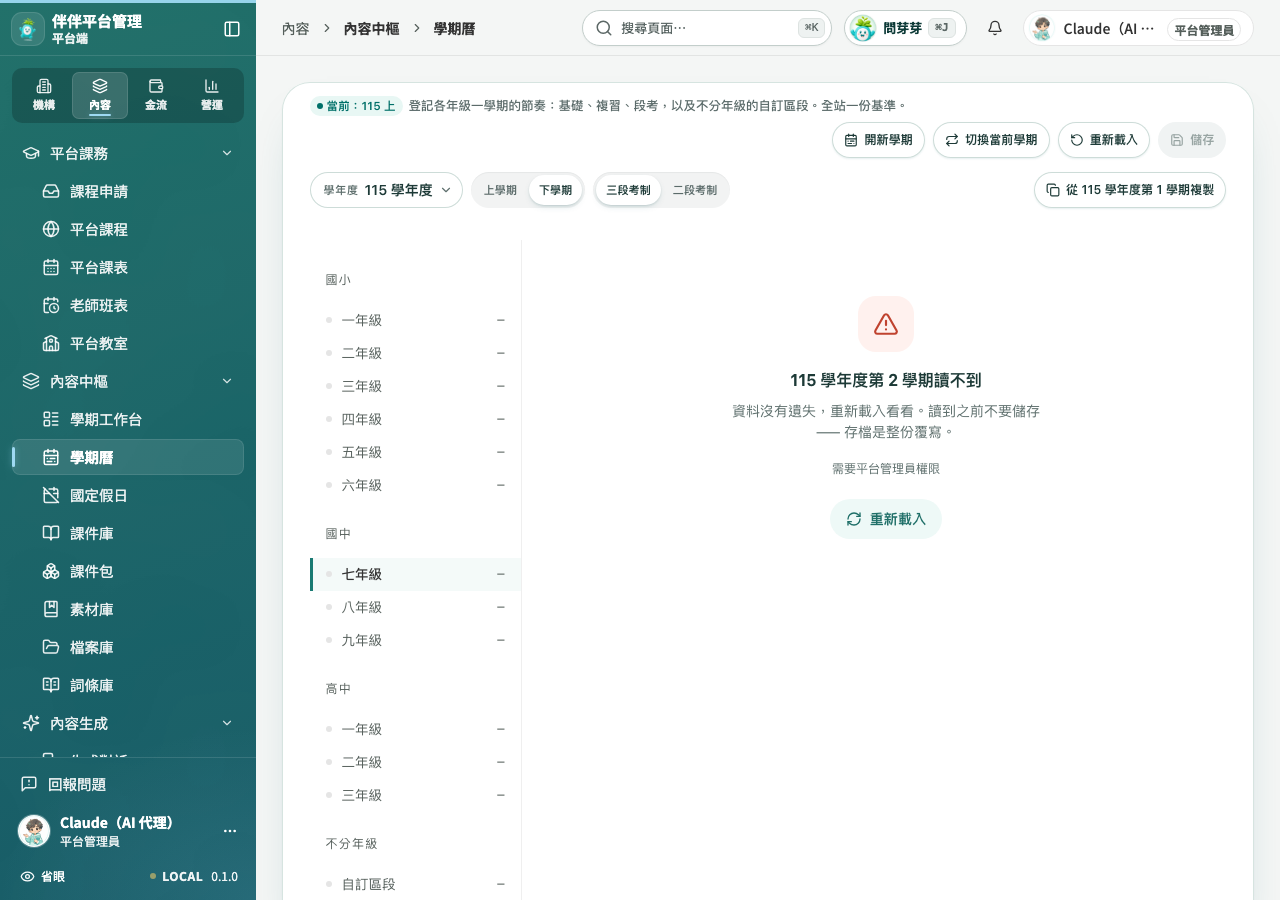 伴伴平台管理
平台端
機構
內容
金流
營運
平台課務
課程申請
平台課程
平台課表
老師班表
平台教室
內容中樞
學期工作台
學期曆
國定假日
課件庫
課件包
素材庫
檔案庫
詞條庫
內容生成
回報問題
Claude（AI 代理）
平台管理員
省眼
LOCAL 0.1.0
內容 > 內容中樞 > 學期曆
搜尋頁面… ⌘K
問芽芽 ⌘J
Claude（AI … 平台管理員
當前：115 上 登記各年級一學期的節奏：基礎、複習、段考，以及不分年級的自訂區段。全站一份基準。
開新學期
切換當前學期
重新載入
儲存
學年度 115 學年度
上學期 下學期
三段考制 二段考制
從 115 學年度第 1 學期複製
國小
一年級 –
二年級 –
三年級 –
四年級 –
五年級 –
六年級 –
國中
七年級 –
八年級 –
九年級 –
高中
一年級 –
二年級 –
三年級 –
不分年級
自訂區段 –
115 學年度第 2 學期讀不到
資料沒有遺失，重新載入看看。讀到之前不要儲存
—— 存檔是整份覆寫。
需要平台管理員權限
重新載入